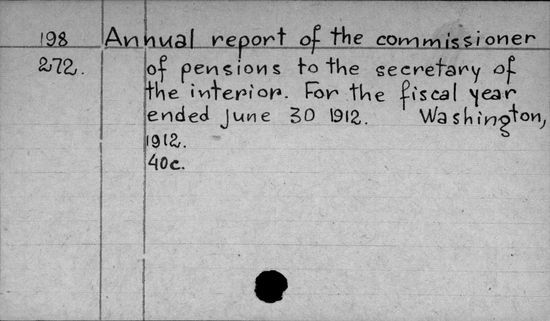 198 Annual report of the commissioner
272. of pensions to the secretary of
the interior. For the fiscal year
ended June 30 1912. Washington,
1912.
40c.